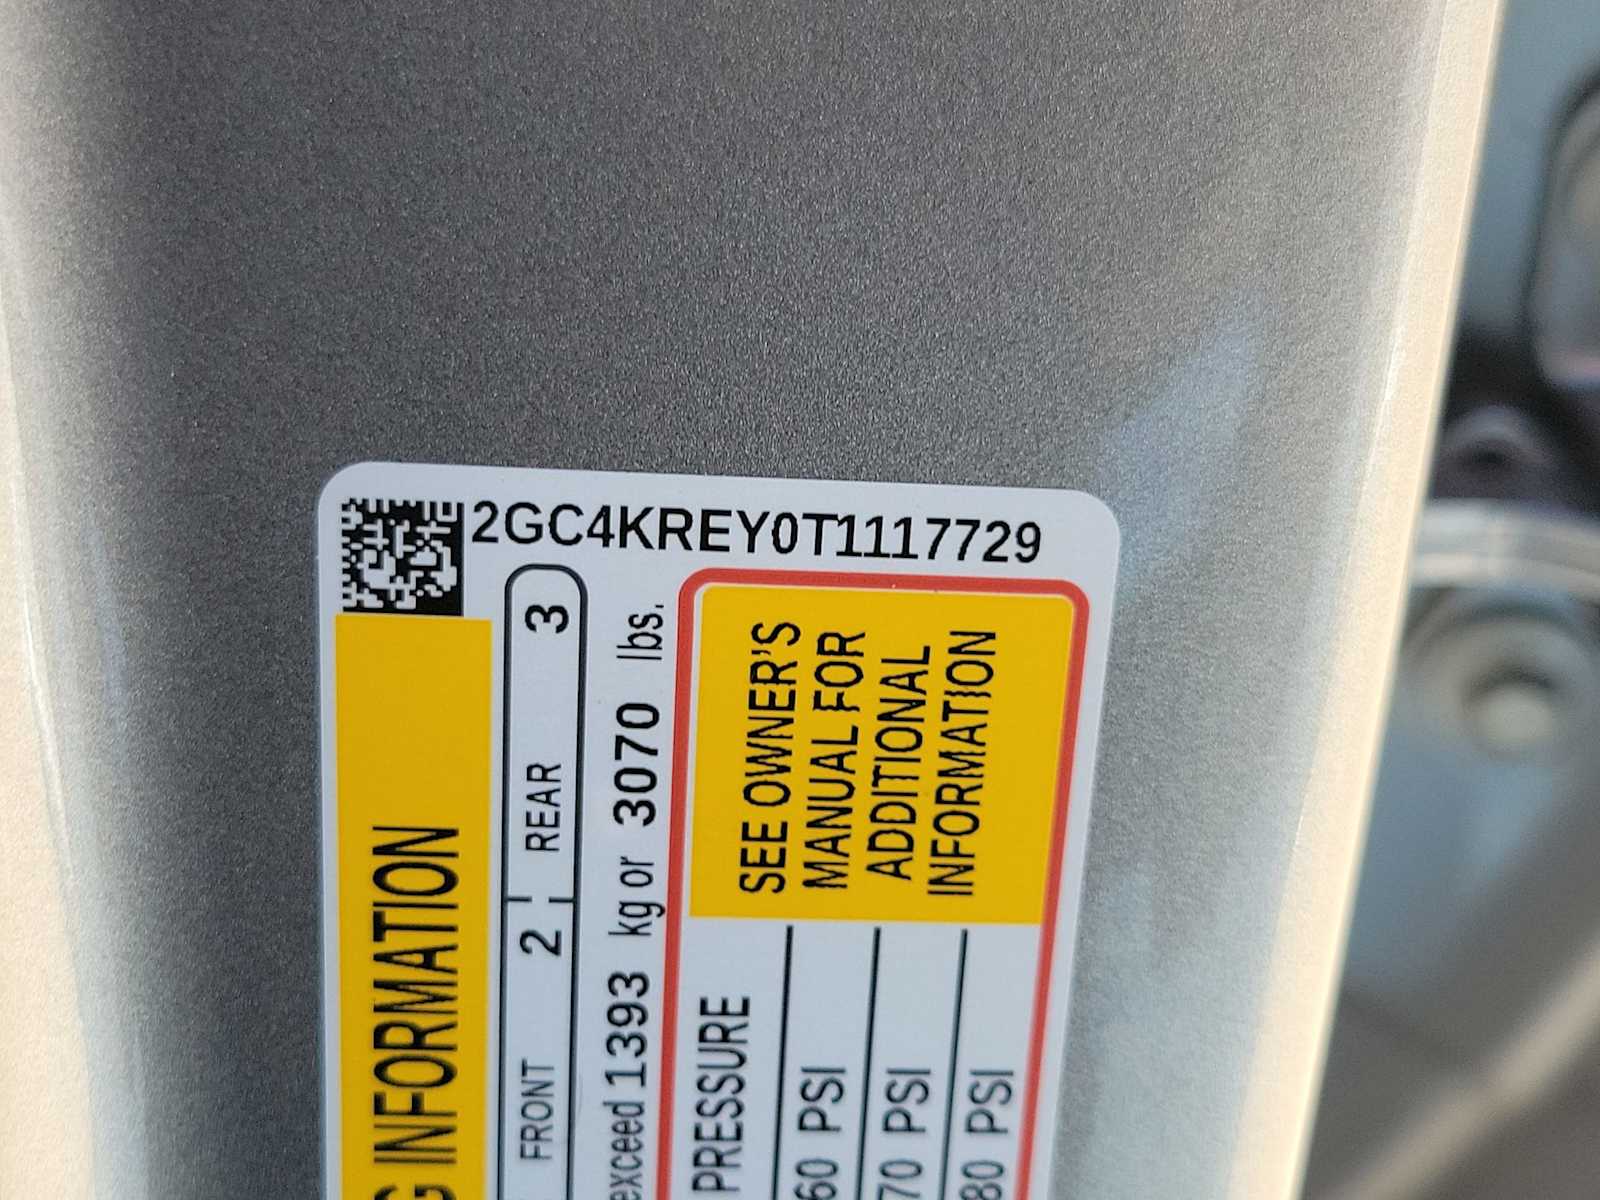 2GC4KREY0T1117729
G INFORMATION
FRONT 2 REAR 3
exceed 1393 kg or 3070 lbs.
PRESSURE
60 PSI
70 PSI
80 PSI
SEE OWNER'S
MANUAL FOR
ADDITIONAL
INFORMATION